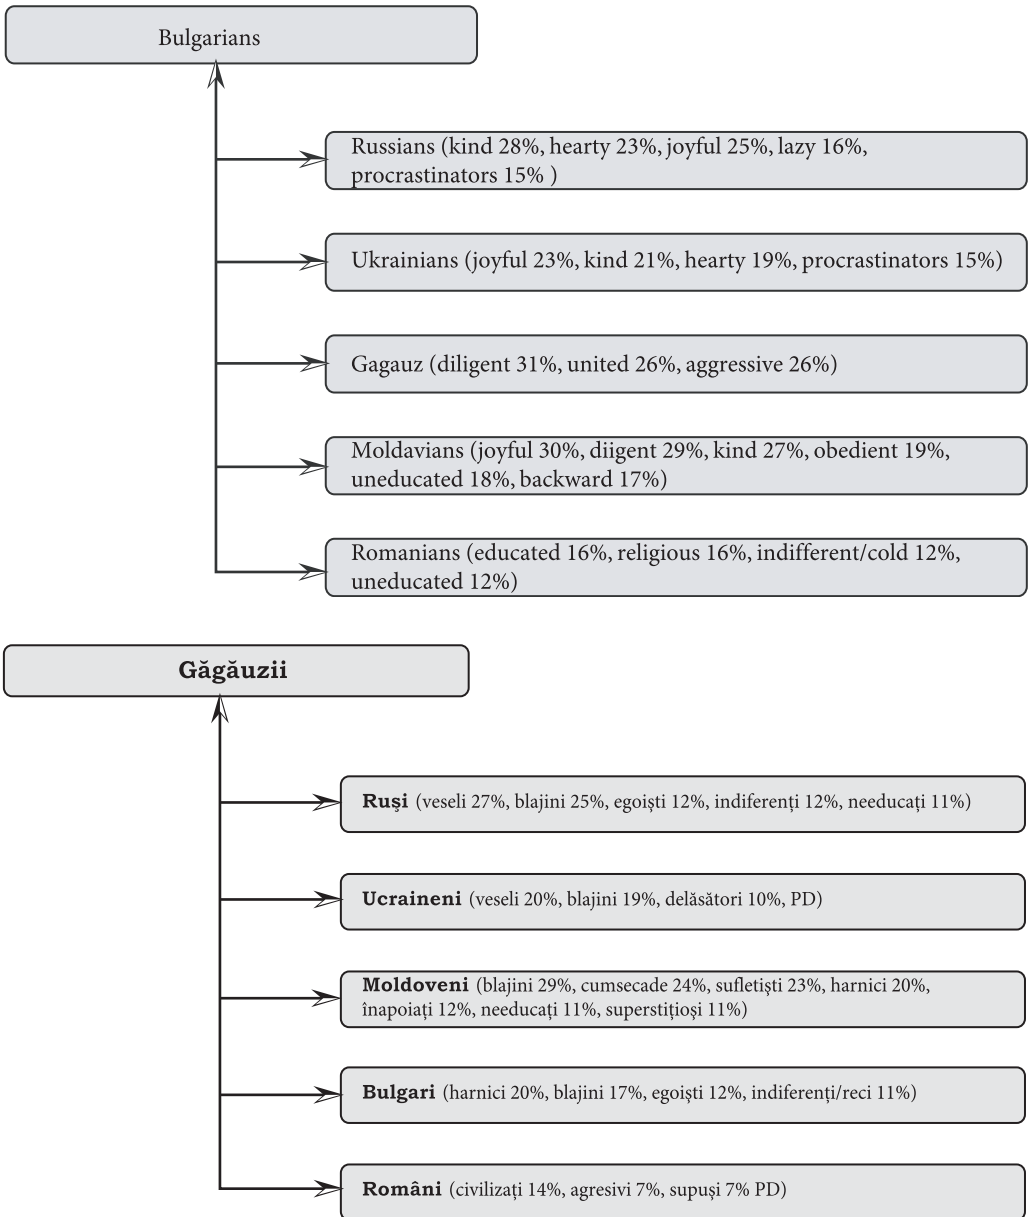 Bulgarians
Russians (kind 28%, hearty 23%, joyful 25%, lazy 16%,
procrastinators 15% )
Ukrainians (joyful 23%, kind 21%, hearty 19%, procrastinators 15%)
Gagauz (diligent 31%, united 26%, aggressive 26%)
Moldavians (joyful 30%, diigent 29%, kind 27%, obedient 19%,
uneducated 18%, backward 17%)
Romanians (educated 16%, religious 16%, indifferent/cold 12%,
uneducated 12%)
Găgăuzii
Ruşi (veseli 27%, blajini 25%, egoişti 12%, indiferenţi 12%, needucaţi 11%)
Ucraineni (veseli 20%, blajini 19%, delăsători 10%, PD)
Moldoveni (blajini 29%, cumsecade 24%, sufletişti 23%, harnici 20%,
înapoiaţi 12%, needucaţi 11%, superstiţioşi 11%)
Bulgari (harnici 20%, blajini 17%, egoişti 12%, indiferenţi/reci 11%)
Români (civilizaţi 14%, agresivi 7%, supuşi 7% PD)